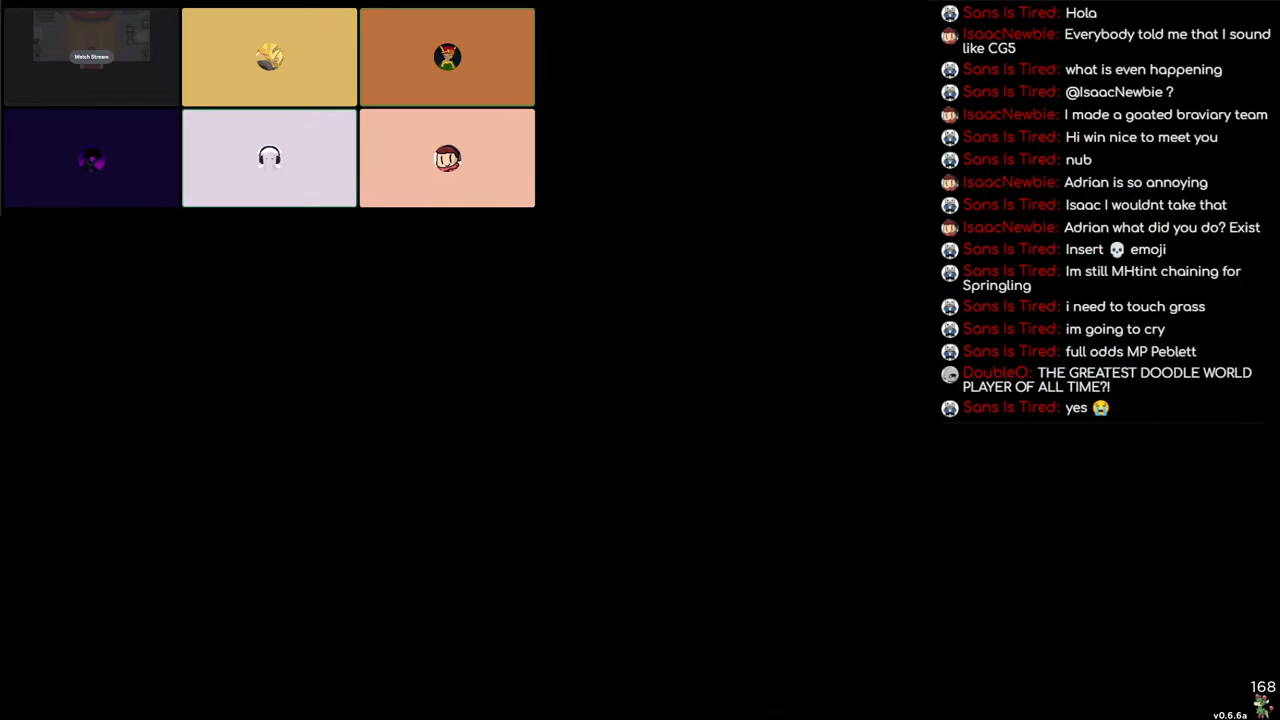 Watch Stream
Sans Is Tired: Hola
IsaacNewbie: Everybody told me that I sound
like CG5
Sans Is Tired: what is even happening
Sans Is Tired: @IsaacNewbie ?
IsaacNewbie: I made a goated braviary team
Sans Is Tired: Hi win nice to meet you
Sans Is Tired: nub
IsaacNewbie: Adrian is so annoying
Sans Is Tired: Isaac I wouldnt take that
IsaacNewbie: Adrian what did you do? Exist
Sans Is Tired: Insert 💀 emoji
Sans Is Tired: Im still MHtint chaining for
Springling
Sans Is Tired: i need to touch grass
Sans Is Tired: im going to cry
Sans Is Tired: full odds MP Peblett
DoubleO: THE GREATEST DOODLE WORLD
PLAYER OF ALL TIME?!
Sans Is Tired: yes 😭
168
v0.6.6a